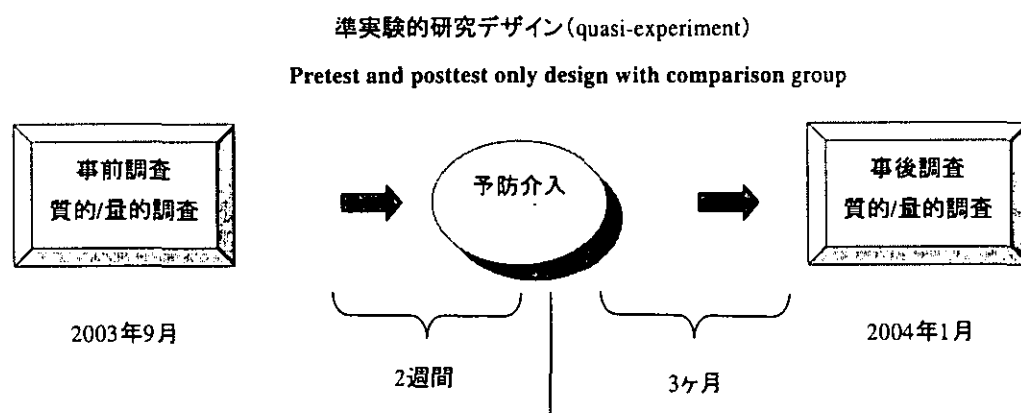 準実験的研究デザイン(quasi-experiment)
Pretest and posttest only design with comparison group
事前調査
質的/量的調査
予防介入
事後調査
質的/量的調査
2003年9月
2週間
3ヶ月
2004年1月